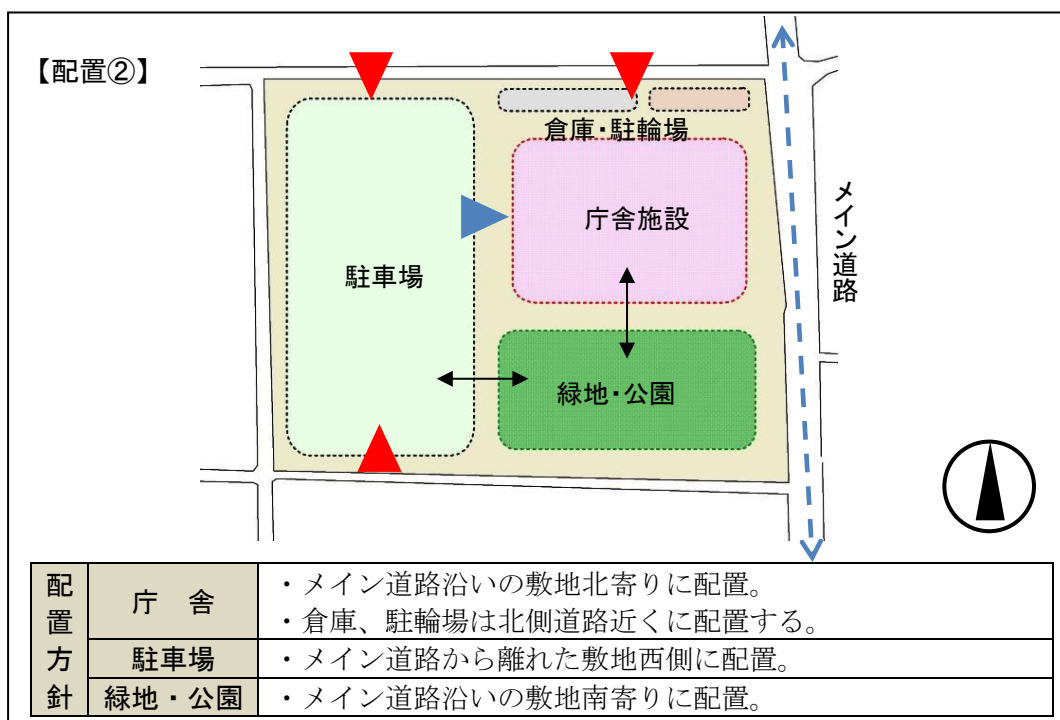 【配置②】
倉庫・駐輪場
庁舎施設
メイン道路
駐車場
緑地・公園
配置方針
庁　舎
・メイン道路沿いの敷地北寄りに配置。
・倉庫、駐輪場は北側道路近くに配置する。
駐車場
・メイン道路から離れた敷地西側に配置。
緑地・公園
・メイン道路沿いの敷地南寄りに配置。